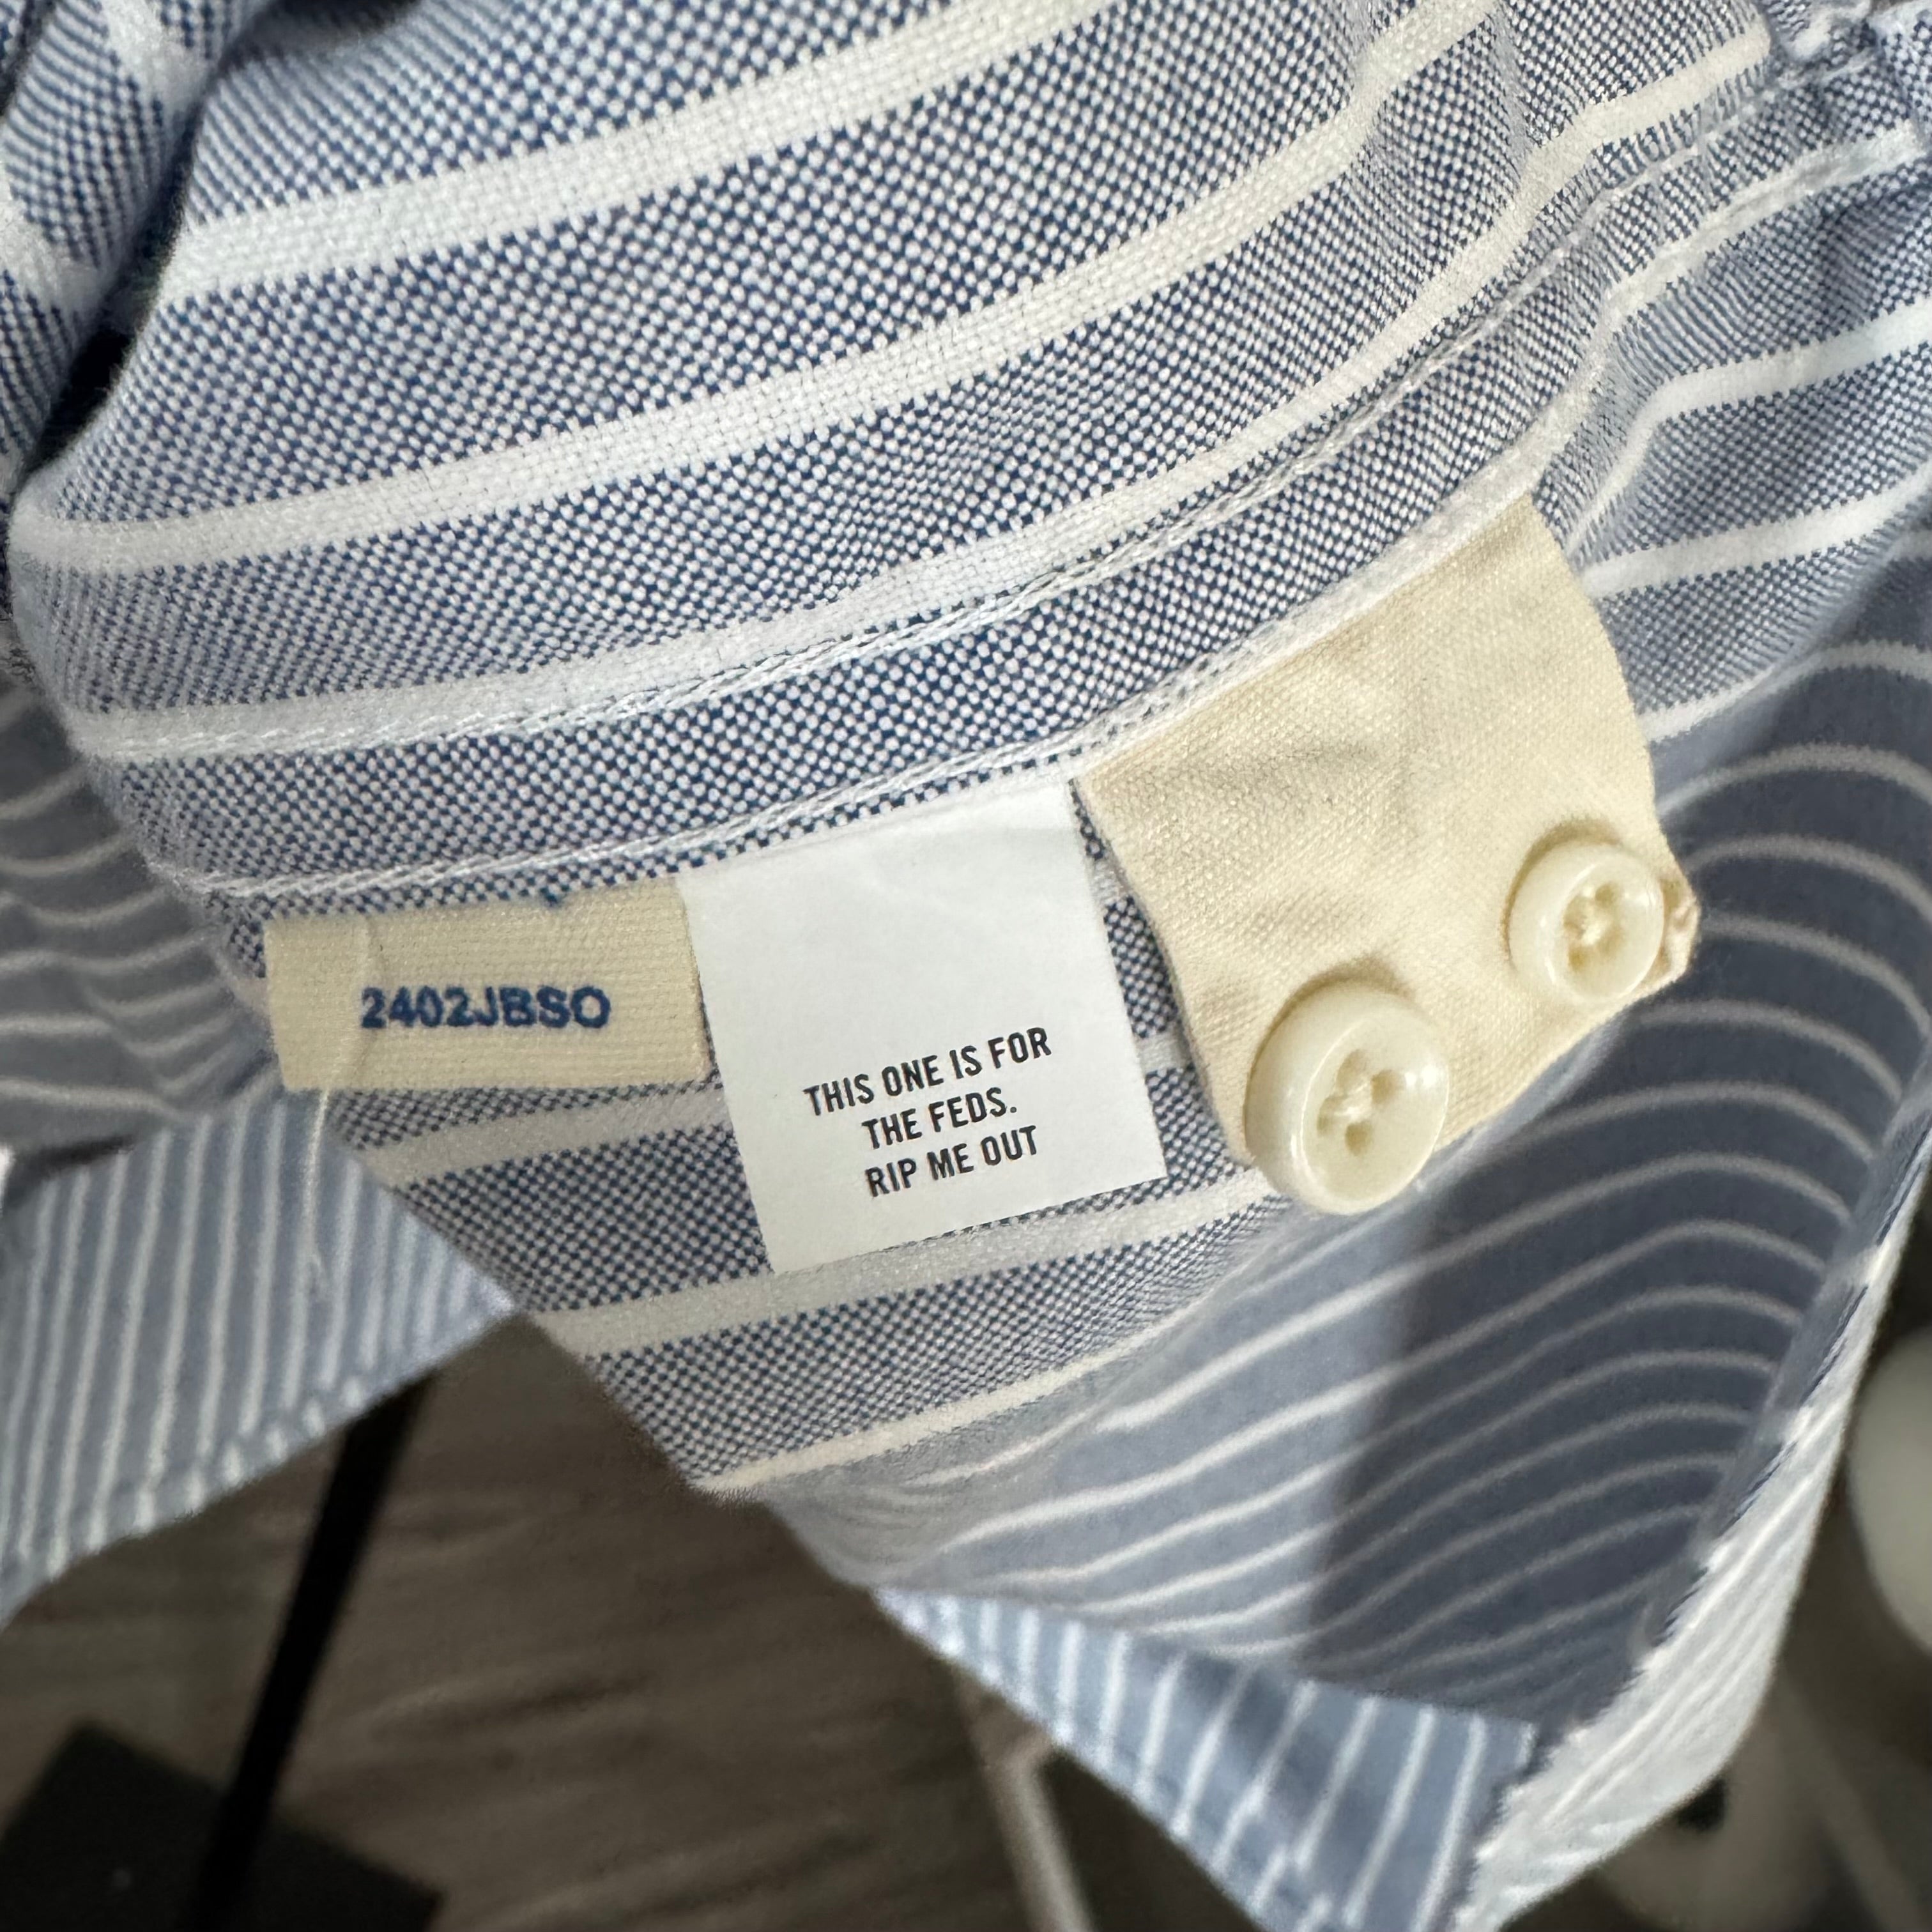 2402JBSO
THIS ONE IS FOR
THE FEDS.
RIP ME OUT